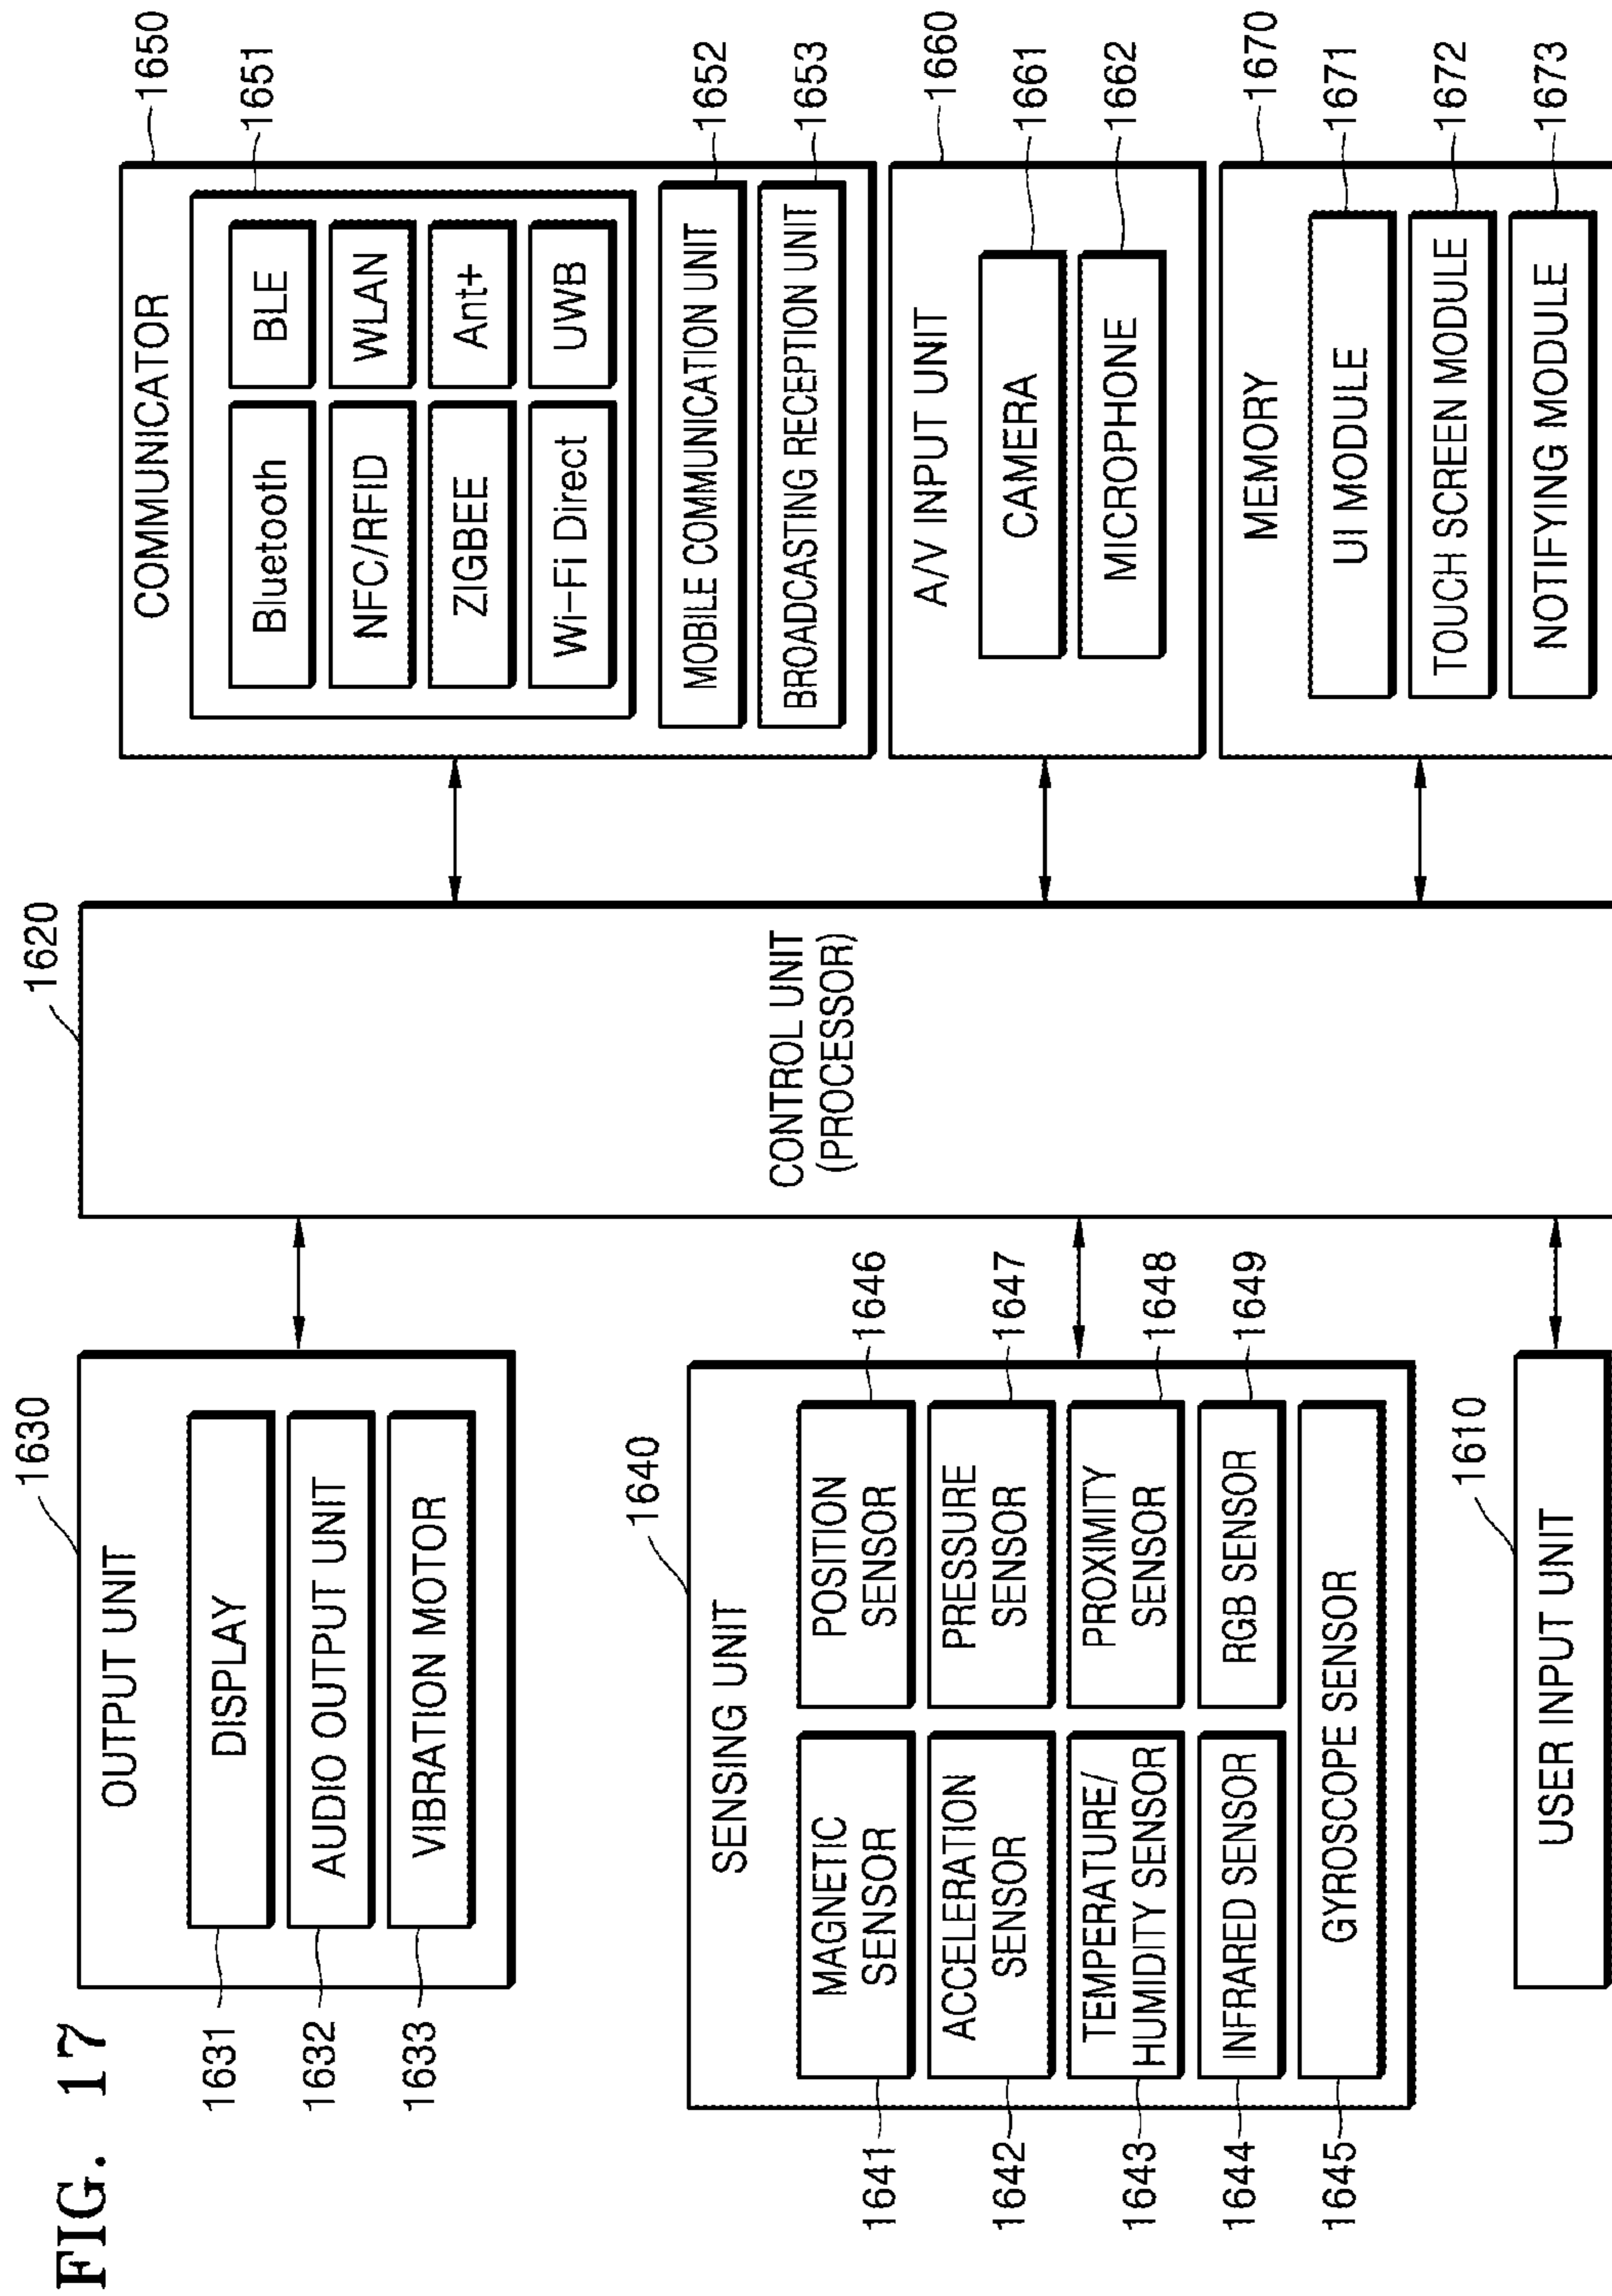 FIG. 17
1630
OUTPUT UNIT
1631
DISPLAY
1632
AUDIO OUTPUT UNIT
1633
VIBRATION MOTOR
1640
SENSING UNIT
1641
MAGNETIC
SENSOR
POSITION
SENSOR
1646
1642
ACCELERATION
SENSOR
PRESSURE
SENSOR
1647
1643
TEMPERATURE/
HUMIDITY SENSOR
PROXIMITY
SENSOR
1648
1644
INFRARED SENSOR
RGB SENSOR
1649
1645
GYROSCOPE SENSOR
1610
USER INPUT UNIT
1620
CONTROL UNIT
(PROCESSOR)
1650
COMMUNICATOR
1651
Bluetooth
BLE
NFC/RFID
WLAN
ZIGBEE
Ant+
Wi-Fi Direct
UWB
MOBILE COMMUNICATION UNIT
1652
BROADCASTING RECEPTION UNIT
1653
1660
A/V INPUT UNIT
CAMERA
1661
MICROPHONE
1662
1670
MEMORY
UI MODULE
1671
TOUCH SCREEN MODULE
1672
NOTIFYING MODULE
1673